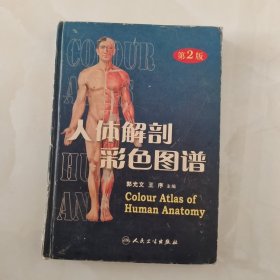 COLOUR
第2版
人体解剖
彩色图谱
郭光文 王序 主编
Colour Atlas of
Human Anatomy
人民卫生出版社